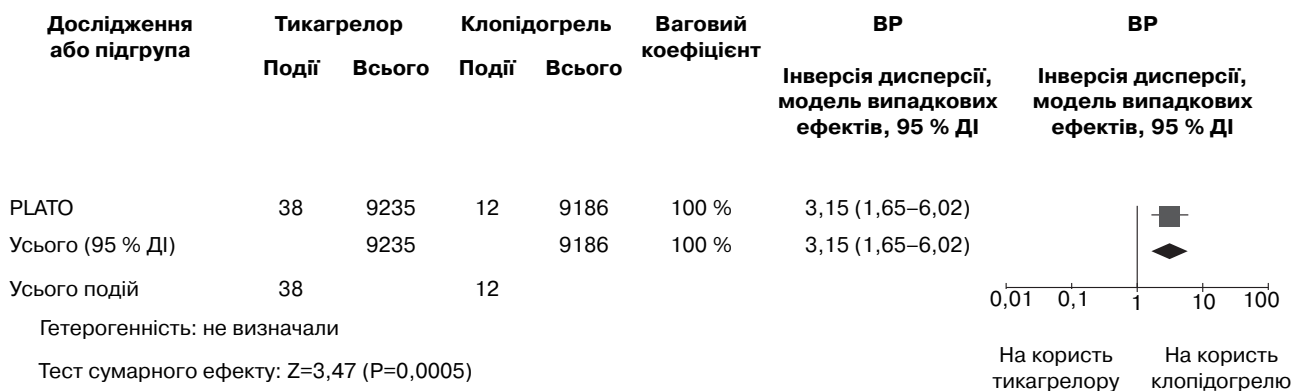 Дослідження або підгрупа Тикагрелор Клопідогрель Ваговий коефіцієнт ВР ВР
Події Всього Події Всього
Інверсія дисперсії, модель випадкових ефектів, 95 % ДІ Інверсія дисперсії, модель випадкових ефектів, 95 % ДІ
PLATO 38 9235 12 9186 100 % 3,15 (1,65–6,02)
Усього (95 % ДІ) 9235 9186 100 % 3,15 (1,65–6,02)
Усього подій 38 12
0,01 0,1 1 10 100
Гетерогенність: не визначали
Тест сумарного ефекту: Z=3,47 (P=0,0005)
На користь тикагрелору На користь клопідогрелю